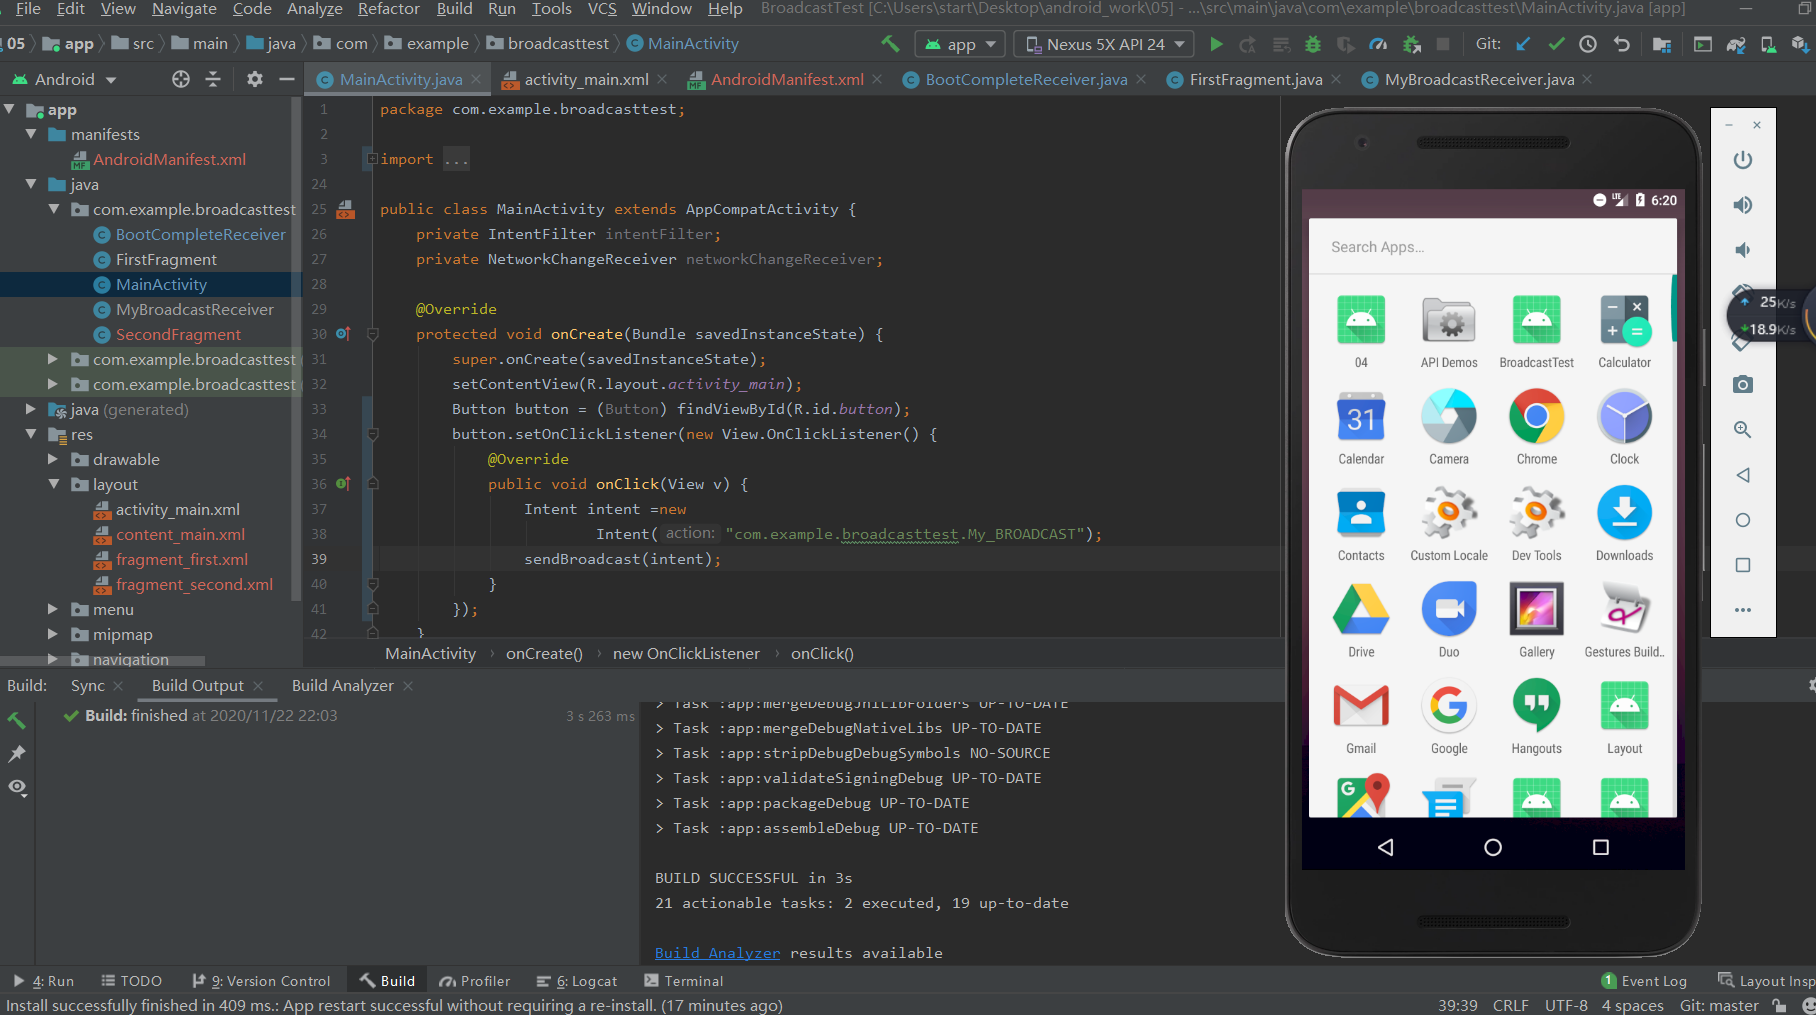 File Edit View Navigate Code Analyze Refactor Build Run Tools VCS Window Help BroadcastTest [C:\Users\start\Desktop\android_work\05] - ...\src\main\java\com\example\broadcasttest\MainActivity.java [app]
05 app src main java com example broadcasttest MainActivity app Nexus 5X API 24 Git:
Android MainActivity.java activity_main.xml AndroidManifest.xml BootCompleteReceiver.java FirstFragment.java MyBroadcastReceiver.java
app
manifests
AndroidManifest.xml
java
com.example.broadcasttest
BootCompleteReceiver
FirstFragment
MainActivity
MyBroadcastReceiver
SecondFragment
com.example.broadcasttest
com.example.broadcasttest
java (generated)
res
drawable
layout
activity_main.xml
content_main.xml
fragment_first.xml
fragment_second.xml
menu
mipmap
navigation
1 package com.example.broadcasttest;
2
3 import ...
24
25 public class MainActivity extends AppCompatActivity {
26 private IntentFilter intentFilter;
27 private NetworkChangeReceiver networkChangeReceiver;
28
29 @Override
30 protected void onCreate(Bundle savedInstanceState) {
31 super.onCreate(savedInstanceState);
32 setContentView(R.layout.activity_main);
33 Button button = (Button) findViewById(R.id.button);
34 button.setOnClickListener(new View.OnClickListener() {
35 @Override
36 public void onClick(View v) {
37 Intent intent =new
38 Intent( action: "com.example.broadcasttest.My_BROADCAST");
39 sendBroadcast(intent);
40 }
41 });
42 }
MainActivity › onCreate() › new OnClickListener › onClick()
6:20
Search Apps...
04 API Demos BroadcastTest Calculator
31
Calendar Camera Chrome Clock
Contacts Custom Locale Dev Tools Downloads
Drive Duo Gallery Gestures Build..
Gmail Google Hangouts Layout
25K/s
18.9K/s
Build: Sync Build Output Build Analyzer
Build: finished at 2020/11/22 22:03 3 s 263 ms
> Task :app:mergeDebugJniLibFolders UP-TO-DATE
> Task :app:mergeDebugNativeLibs UP-TO-DATE
> Task :app:stripDebugDebugSymbols NO-SOURCE
> Task :app:validateSigningDebug UP-TO-DATE
> Task :app:packageDebug UP-TO-DATE
> Task :app:assembleDebug UP-TO-DATE
BUILD SUCCESSFUL in 3s
21 actionable tasks: 2 executed, 19 up-to-date
Build Analyzer results available
4: Run TODO 9: Version Control Build Profiler 6: Logcat Terminal 1 Event Log Layout Insp
Install successfully finished in 409 ms.: App restart successful without requiring a re-install. (17 minutes ago) 39:39 CRLF UTF-8 4 spaces Git: master